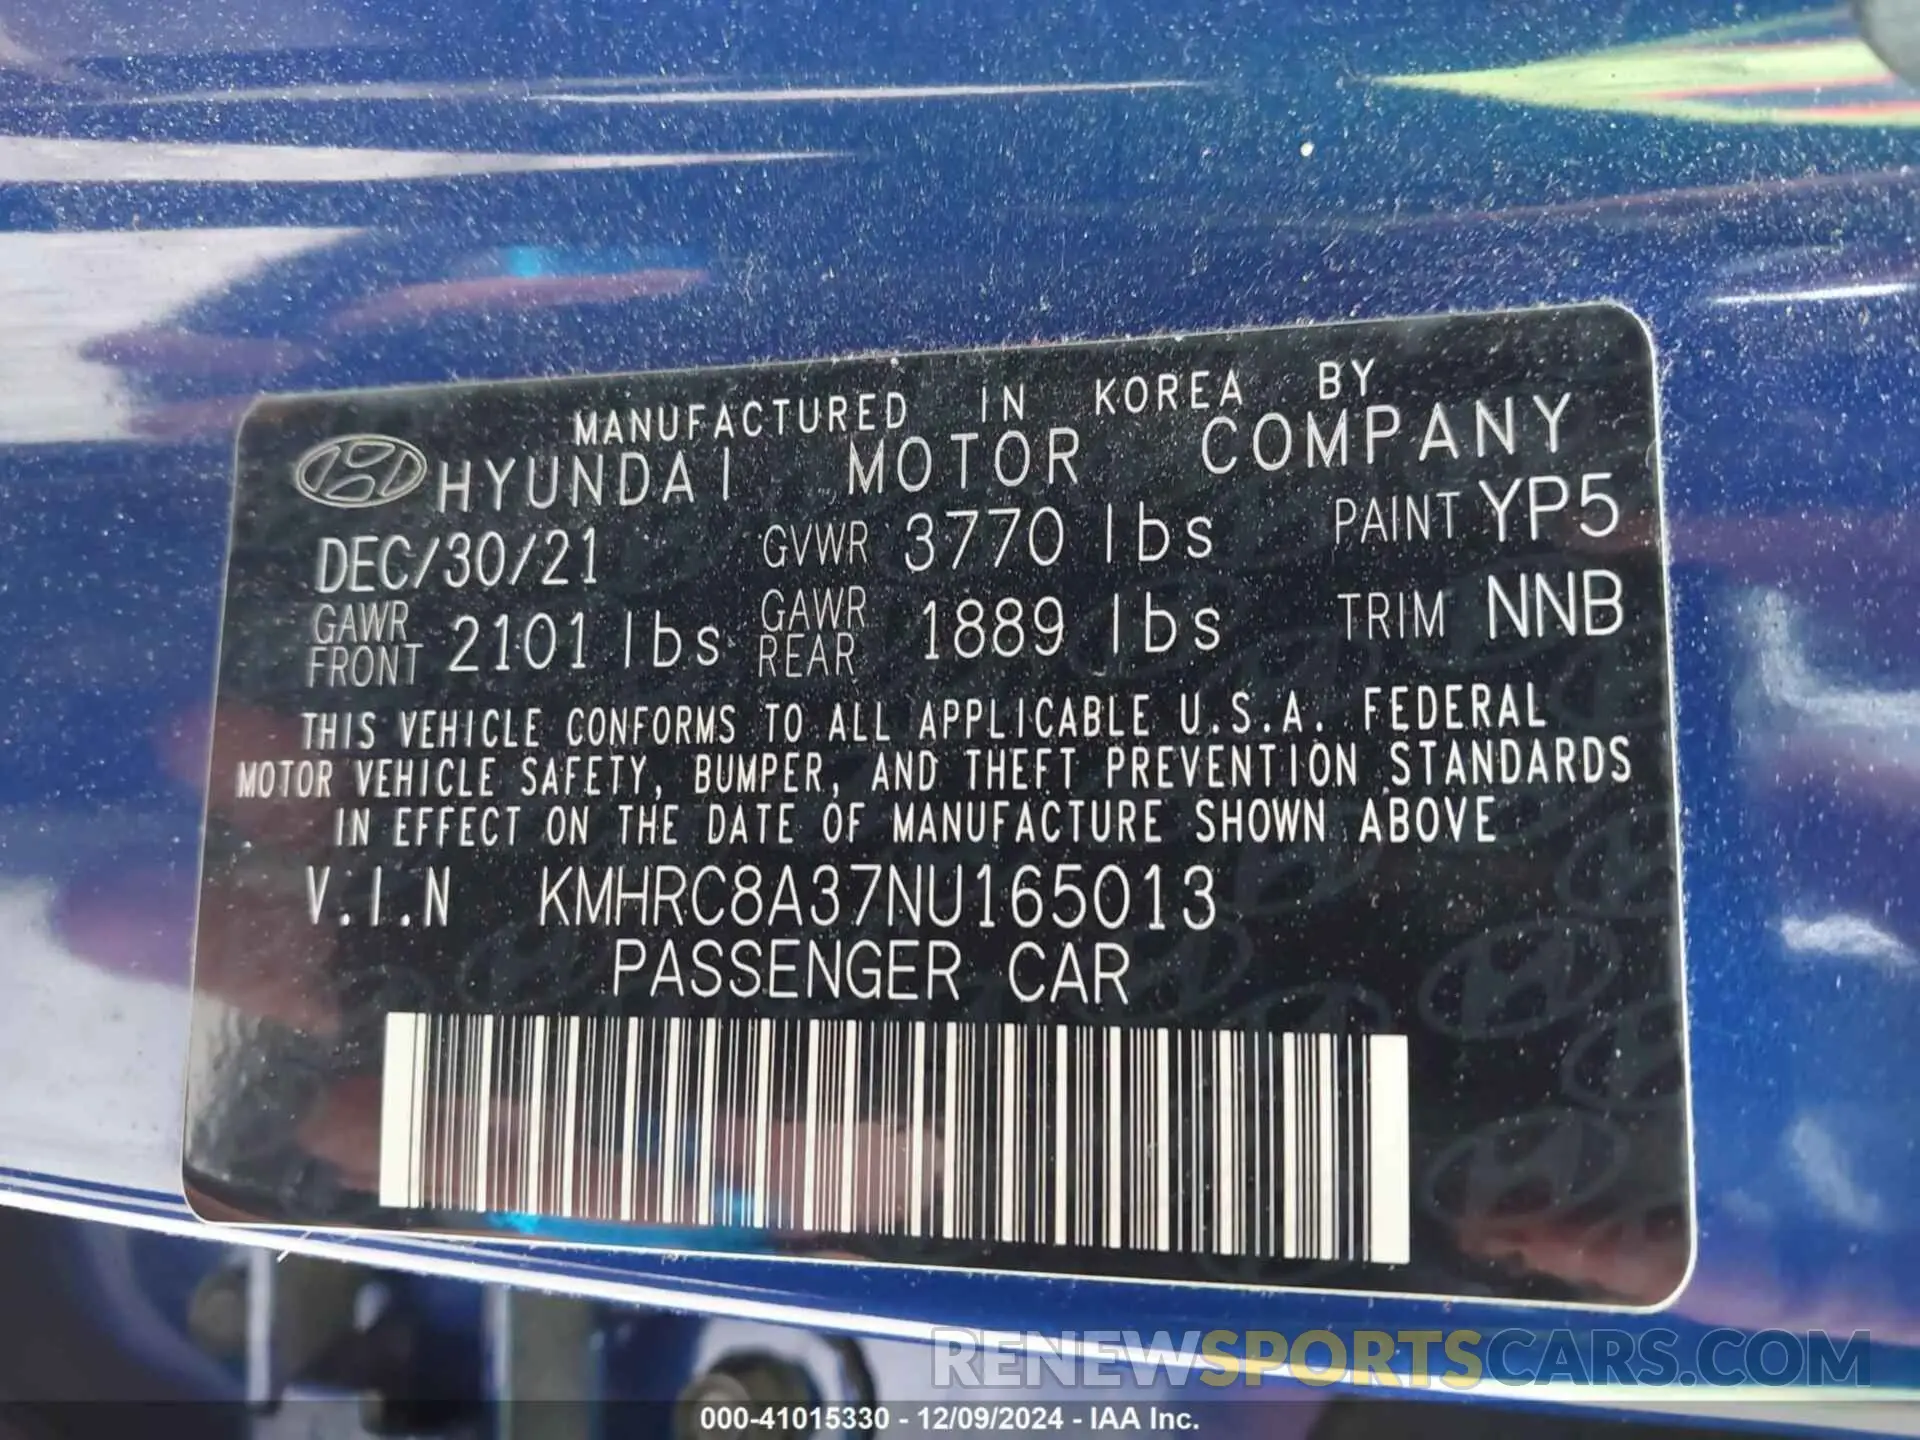 MANUFACTURED IN KOREA BY
HYUNDAI MOTOR COMPANY
DEC/30/21 GVWR 3770 lbs PAINT YP5
GAWR FRONT 2101 lbs GAWR REAR 1889 lbs TRIM NNB
THIS VEHICLE CONFORMS TO ALL APPLICABLE U.S.A. FEDERAL
MOTOR VEHICLE SAFETY, BUMPER, AND THEFT PREVENTION STANDARDS
IN EFFECT ON THE DATE OF MANUFACTURE SHOWN ABOVE
V.I.N KMHRC8A37NU165013
PASSENGER CAR
RENEWSPORTSCARS.COM
000-41015330 - 12/09/2024 - IAA Inc.